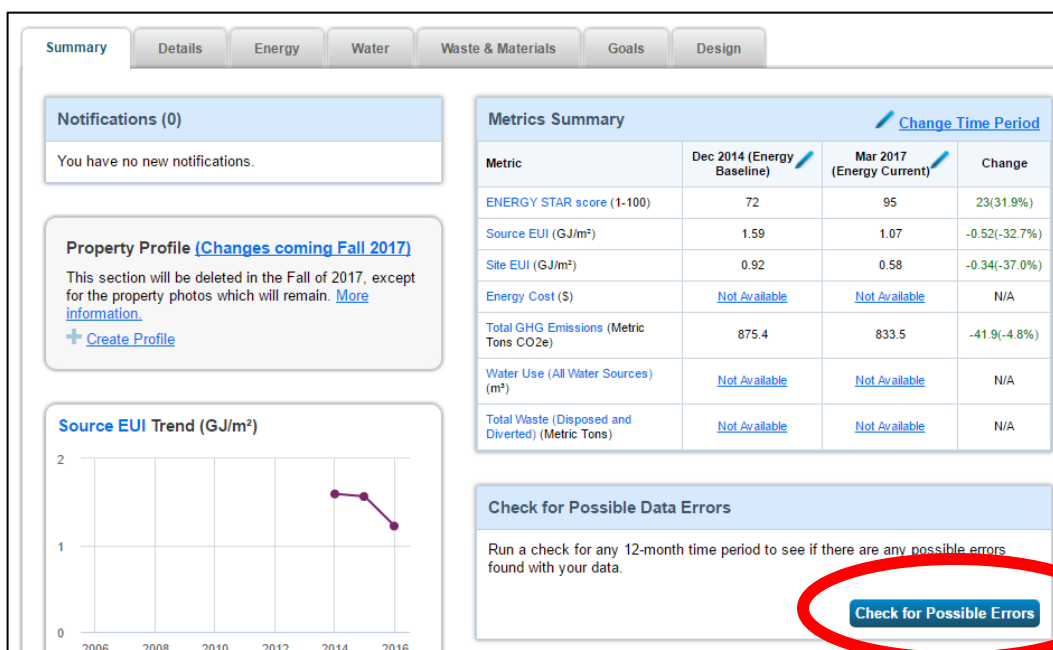 Summary
Details
Energy
Water
Waste & Materials
Goals
Design
Notifications (0)
You have no new notifications.
Property Profile (Changes coming Fall 2017)
This section will be deleted in the Fall of 2017, except
for the property photos which will remain. More
information.
Create Profile
Source EUI Trend (GJ/m²)
2
1
0
2006 2008 2010 2012 2014 2016
Metrics Summary
Change Time Period
Metric
Dec 2014 (Energy
Baseline)
Mar 2017
(Energy Current)
Change
ENERGY STAR score (1-100) 72 95 23(31.9%)
Source EUI (GJ/m²) 1.59 1.07 -0.52(-32.7%)
Site EUI (GJ/m²) 0.92 0.58 -0.34(-37.0%)
Energy Cost ($) Not Available Not Available N/A
Total GHG Emissions (Metric
Tons CO2e) 875.4 833.5 -41.9(-4.8%)
Water Use (All Water Sources)
(m³) Not Available Not Available N/A
Total Waste (Disposed and
Diverted) (Metric Tons) Not Available Not Available N/A
Check for Possible Data Errors
Run a check for any 12-month time period to see if there are any possible errors
found with your data.
Check for Possible Errors